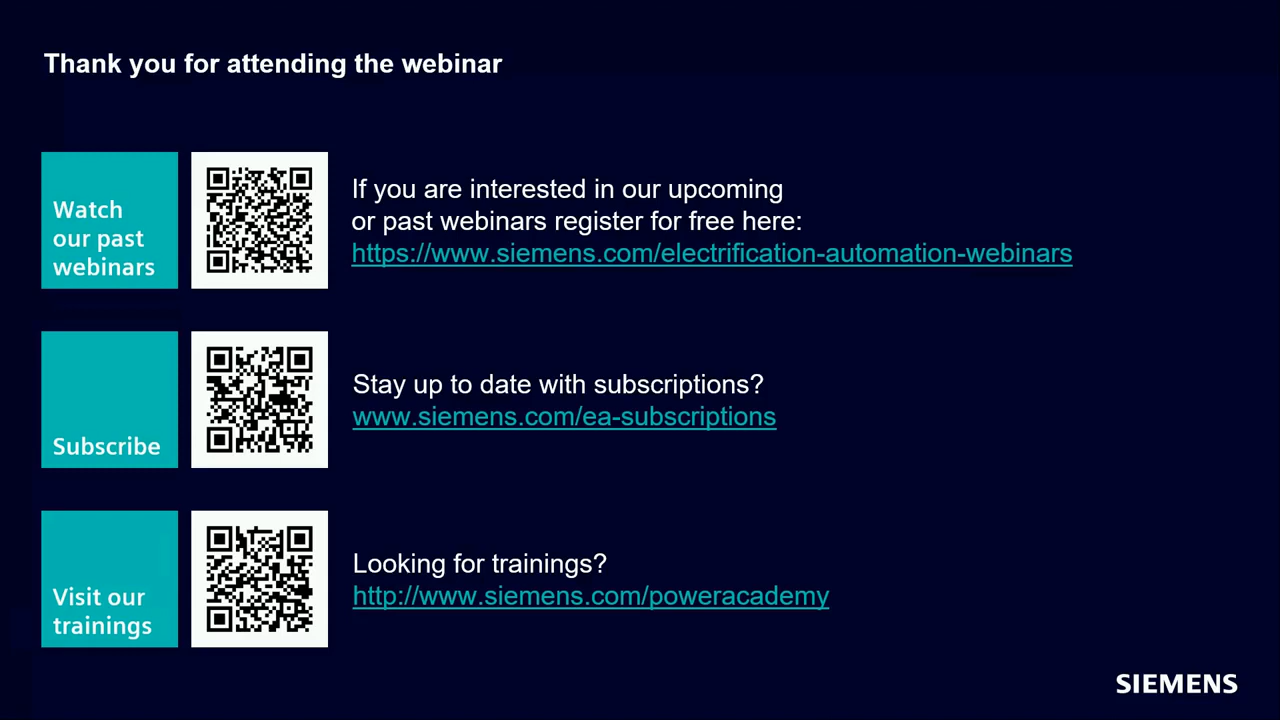 Thank you for attending the webinar
Watch
our past
webinars
If you are interested in our upcoming
or past webinars register for free here:
https://www.siemens.com/electrification-automation-webinars
Subscribe
Stay up to date with subscriptions?
www.siemens.com/ea-subscriptions
Visit our
trainings
Looking for trainings?
http://www.siemens.com/poweracademy
SIEMENS